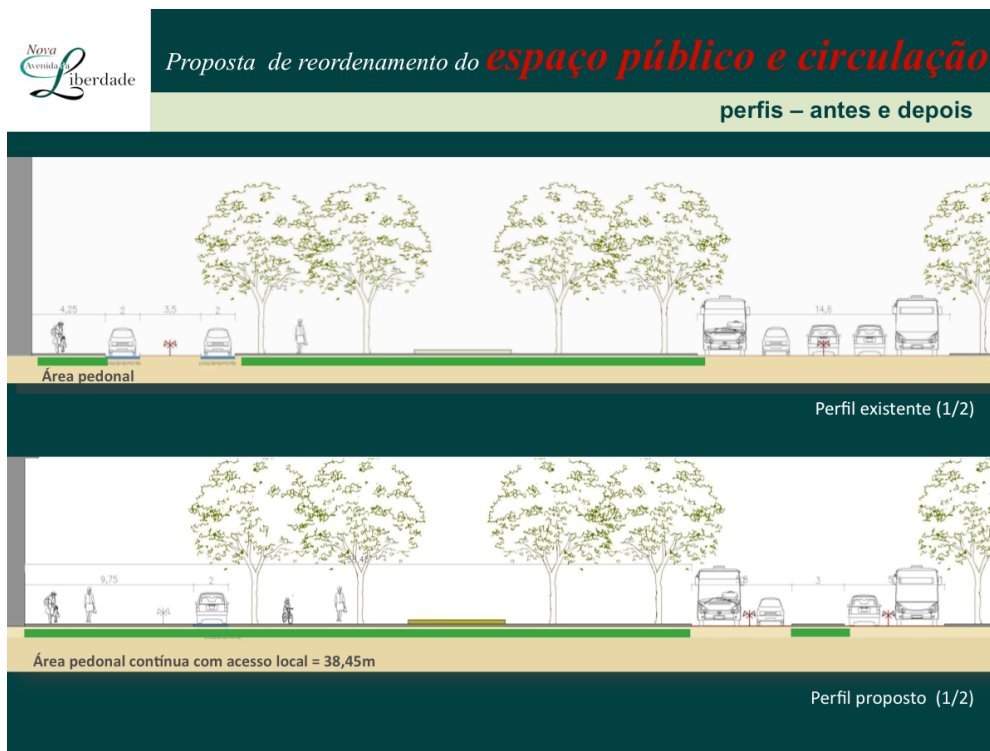 Nova
Avenida da
Liberdade
Proposta de reordenamento do espaço público e circulação
perfis – antes e depois
4,25
2
3,5
2
14,6
Área pedonal
Perfil existente (1/2)
9,75
2
3
Área pedonal contínua com acesso local = 38,45m
Perfil proposto (1/2)